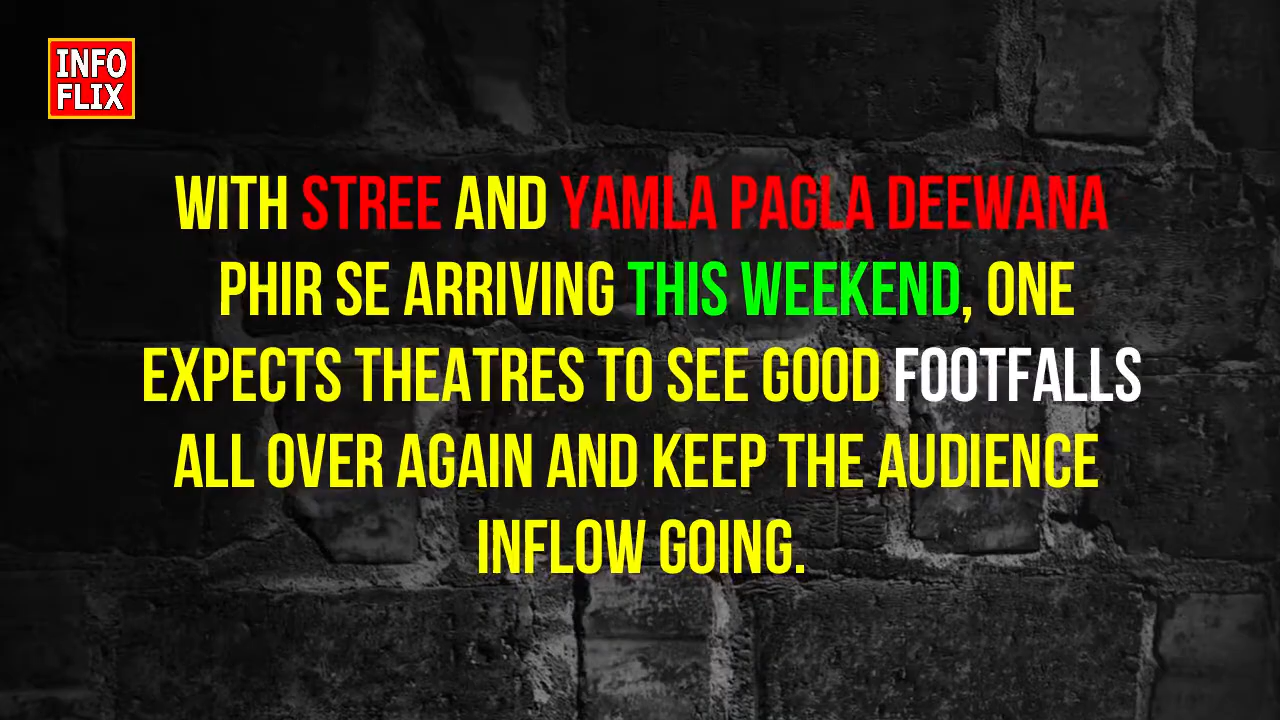 INFO
FLIX
WITH STREE AND YAMLA PAGLA DEEWANA
PHIR SE ARRIVING THIS WEEKEND, ONE
EXPECTS THEATRES TO SEE GOOD FOOTFALLS
ALL OVER AGAIN AND KEEP THE AUDIENCE
INFLOW GOING.